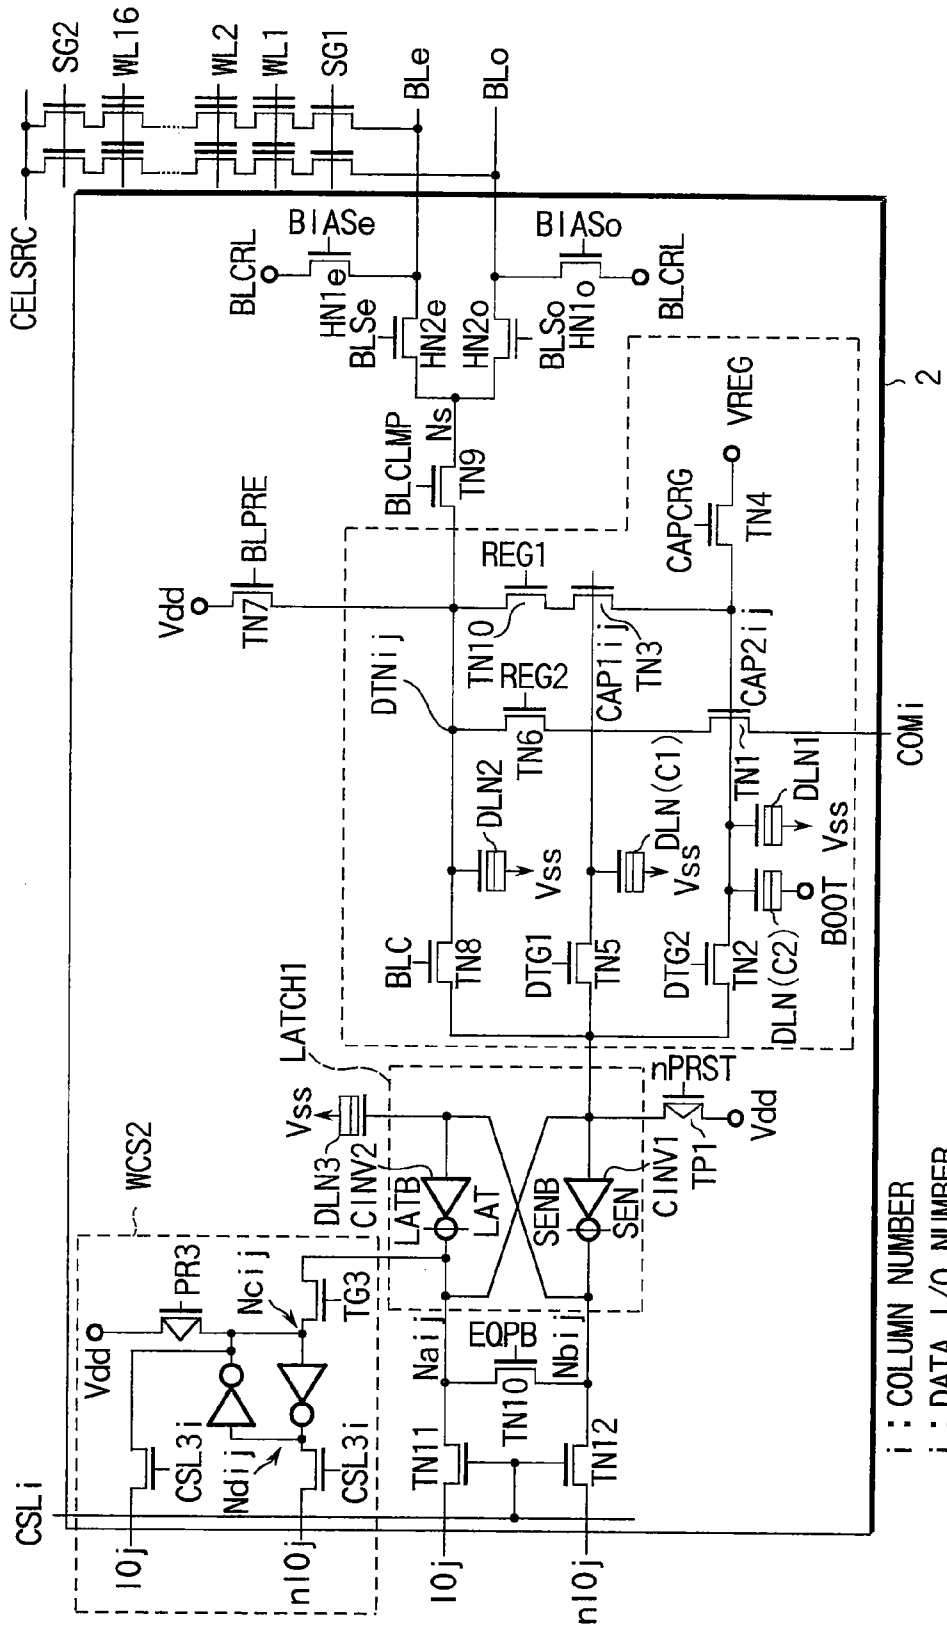 CELSRC
SG2
WL16
WL2
WL1
SG1
BLe
BLo
BLCRL
BIASe
HN1e
BLSe
HN2e
HN2o
BLSo
HN1o
BIASo
BLCRL
2
Vdd
BLPRE
TN7
BLCLMP
Ns
TN9
DTNij
REG1
TN10
REG2
TN6
CAP1ij
TN3
CAPCRG
TN4
VREG
CAP2ij
TN1
COMi
DLN2
Vss
DLN(C1)
Vss
DLN1
Vss
BOOT
DLN(C2)
BLC
TN8
DTG1
TN5
DTG2
TN2
LATCH1
Vss
DLN3
CINV2
LATB
LAT
SENB
SEN
CINV1
nPRST
TP1
Vdd
WCS2
Vdd
PR3
Ncij
TG3
CSL3i
Ndij
CSL3i
Naij
EQPB
Nbij
TN10
TN11
TN12
CSLi
IOj
nIOj
IOj
nIOj
i : COLUMN NUMBER
j : DATA I/O NUMBER